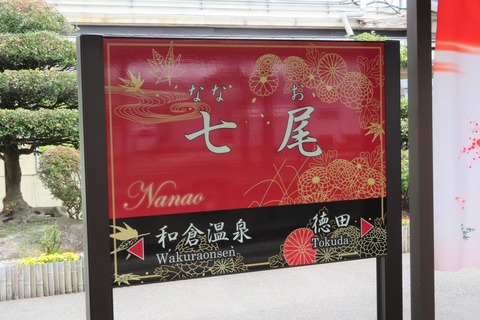 なな お
七尾
Nanao
和倉温泉 徳田
Wakuraonsen Tokuda